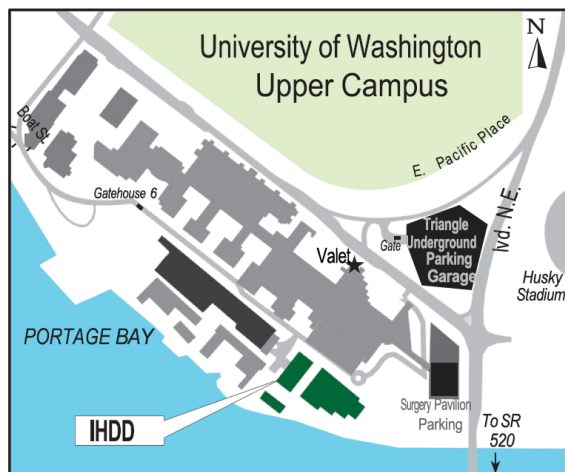 University of Washington
Upper Campus
N
Boat St.
E. Pacific Place
Gatehouse 6
Gate
Triangle
Underground
Parking
Garage
lvd. N.E.
Valet
Husky
Stadium
PORTAGE BAY
IHDD
Surgery Pavilion
Parking
To SR
520